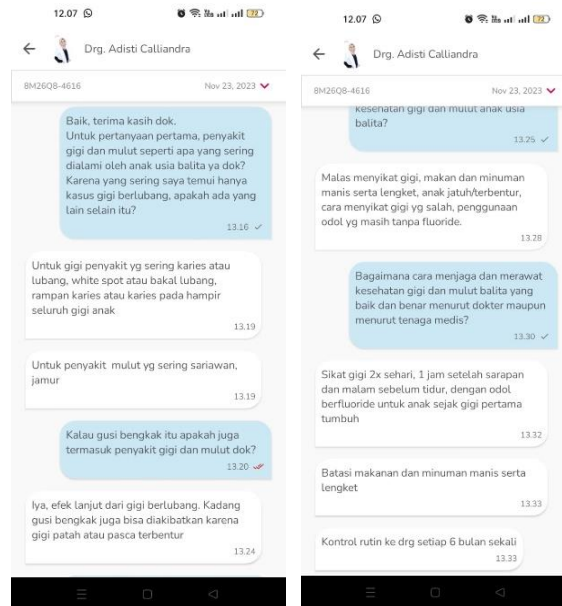 12.07
72
Drg. Adisti Calliandra
8M26Q8-4616
Nov 23, 2023
Baik, terima kasih dok.
Untuk pertanyaan pertama, penyakit
gigi dan mulut seperti apa yang sering
dialami oleh anak usia balita ya dok?
Karena yang sering saya temui hanya
kasus gigi berlubang, apakah ada yang
lain selain itu?
13.16
Untuk gigi penyakit yg sering karies atau
lubang, white spot atau bakal lubang,
rampan karies atau karies pada hampir
seluruh gigi anak
13.19
Untuk penyakit mulut yg sering sariawan,
jamur
13.19
Kalau gusi bengkak itu apakah juga
termasuk penyakit gigi dan mulut dok?
13.20
Iya, efek lanjut dari gigi berlubang. Kadang
gusi bengkak juga bisa diakibatkan karena
gigi patah atau pasca terbentur
13.24
12.07
72
Drg. Adisti Calliandra
8M26Q8-4616
Nov 23, 2023
kesehatan gigi dan mulut anak usia
balita?
13.25
Malas menyikat gigi, makan dan minuman
manis serta lengket, anak jatuh/terbentur,
cara menyikat gigi yg salah, penggunaan
odol yg masih tanpa fluoride.
13.28
Bagaimana cara menjaga dan merawat
kesehatan gigi dan mulut balita yang
baik dan benar menurut dokter maupun
menurut tenaga medis?
13.30
Sikat gigi 2x sehari, 1 jam setelah sarapan
dan malam sebelum tidur, dengan odol
berfluoride untuk anak sejak gigi pertama
tumbuh
13.32
Batasi makanan dan minuman manis serta
lengket
13.33
Kontrol rutin ke drg setiap 6 bulan sekali
13.33